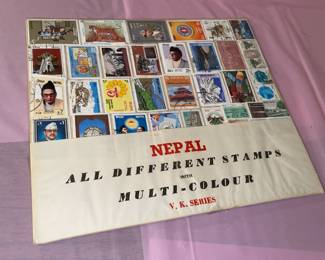 NEPAL
ALL DIFFERENT STAMPS
WITH
MULTI-COLOUR
V. K. SERIES